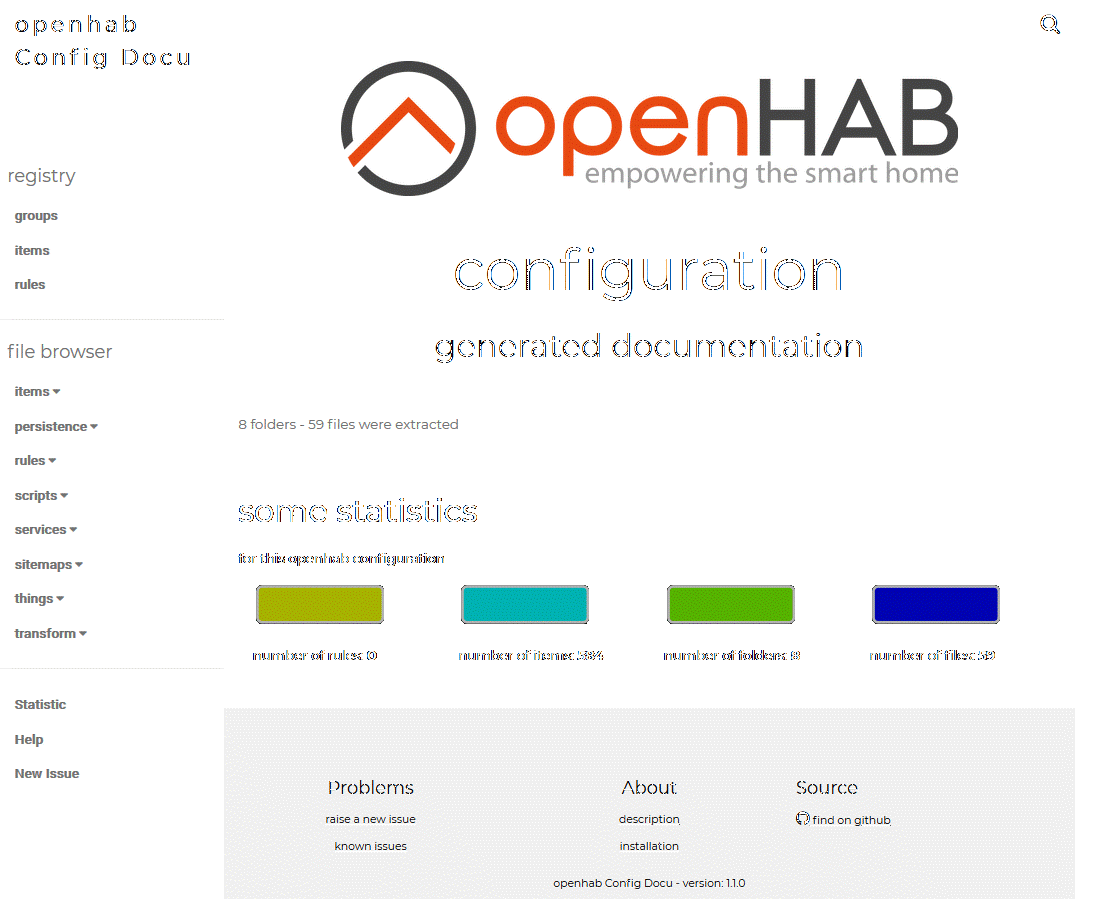 openhab
Config Docu
registry
groups
items
rules
file browser
items
persistence
rules
scripts
services
sitemaps
things
transform
Statistic
Help
New Issue
openHAB
empowering the smart home
configuration
generated documentation
8 folders - 59 files were extracted
some statistics
for this openhab configuration
number of rules: 0
number of items: 584
number of folders: 8
number of files: 59
Problems
raise a new issue
known issues
About
description
installation
Source
find on github
openhab Config Docu - version: 1.1.0